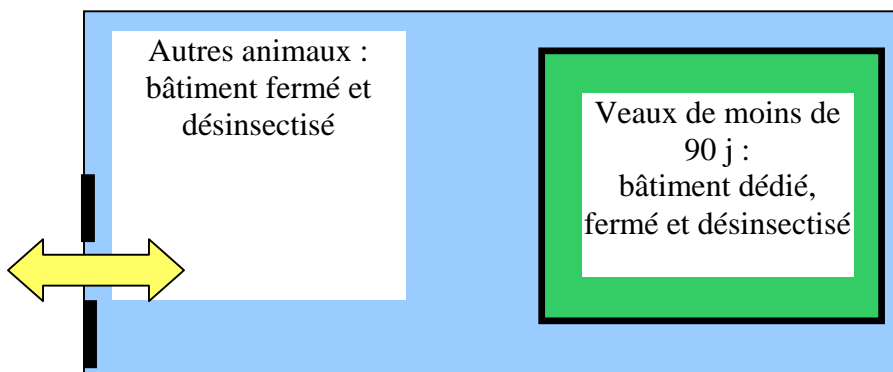 Autres animaux :
bâtiment fermé et
désinsectisé
Veaux de moins de
90 j :
bâtiment dédié,
fermé et désinsectisé